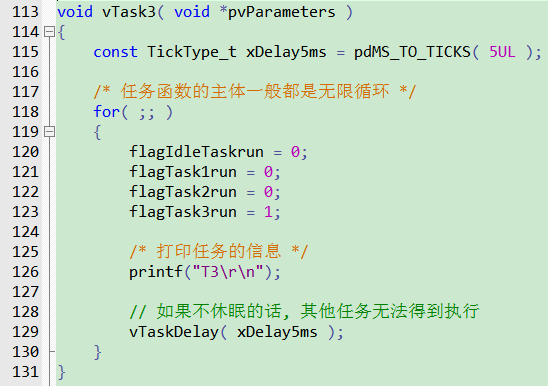 113 void vTask3( void *pvParameters )
114 {
115     const TickType_t xDelay5ms = pdMS_TO_TICKS( 5UL );
116
117     /* 任务函数的主体一般都是无限循环 */
118     for( ;; )
119     {
120         flagIdleTaskrun = 0;
121         flagTask1run = 0;
122         flagTask2run = 0;
123         flagTask3run = 1;
124
125         /* 打印任务的信息 */
126         printf("T3\r\n");
127
128         // 如果不休眠的话, 其他任务无法得到执行
129         vTaskDelay( xDelay5ms );
130     }
131 }